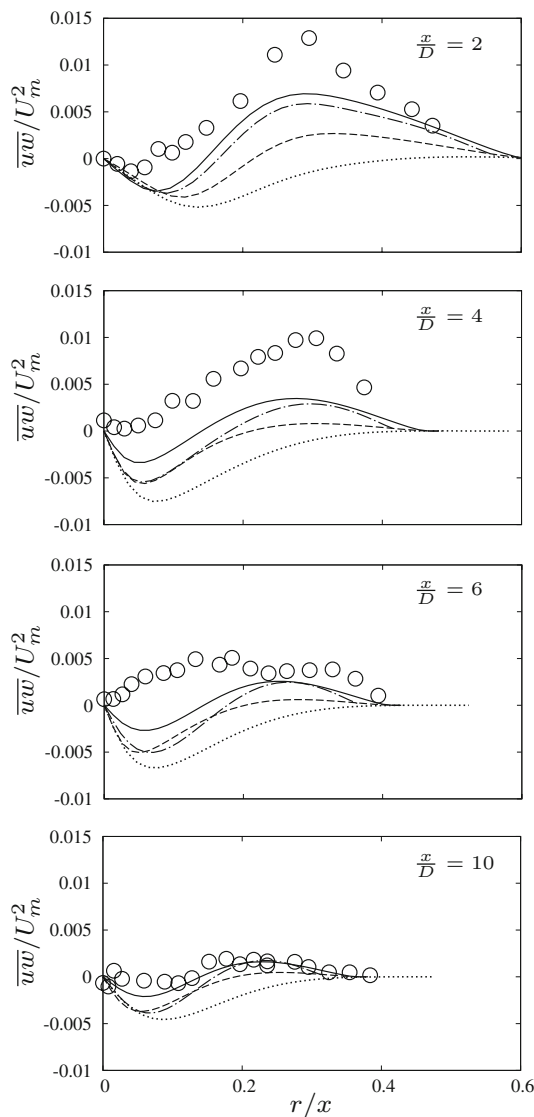 0.015
0.01
0.005
0
-0.005
-0.01
$\overline{uw}/U_m^2$
$\frac{x}{D} = 2$
0.015
0.01
0.005
0
-0.005
-0.01
$\overline{uw}/U_m^2$
$\frac{x}{D} = 4$
0.015
0.01
0.005
0
-0.005
-0.01
$\overline{uw}/U_m^2$
$\frac{x}{D} = 6$
0.015
0.01
0.005
0
-0.005
-0.01
$\overline{uw}/U_m^2$
$\frac{x}{D} = 10$
0 0.2 0.4 0.6
r/x